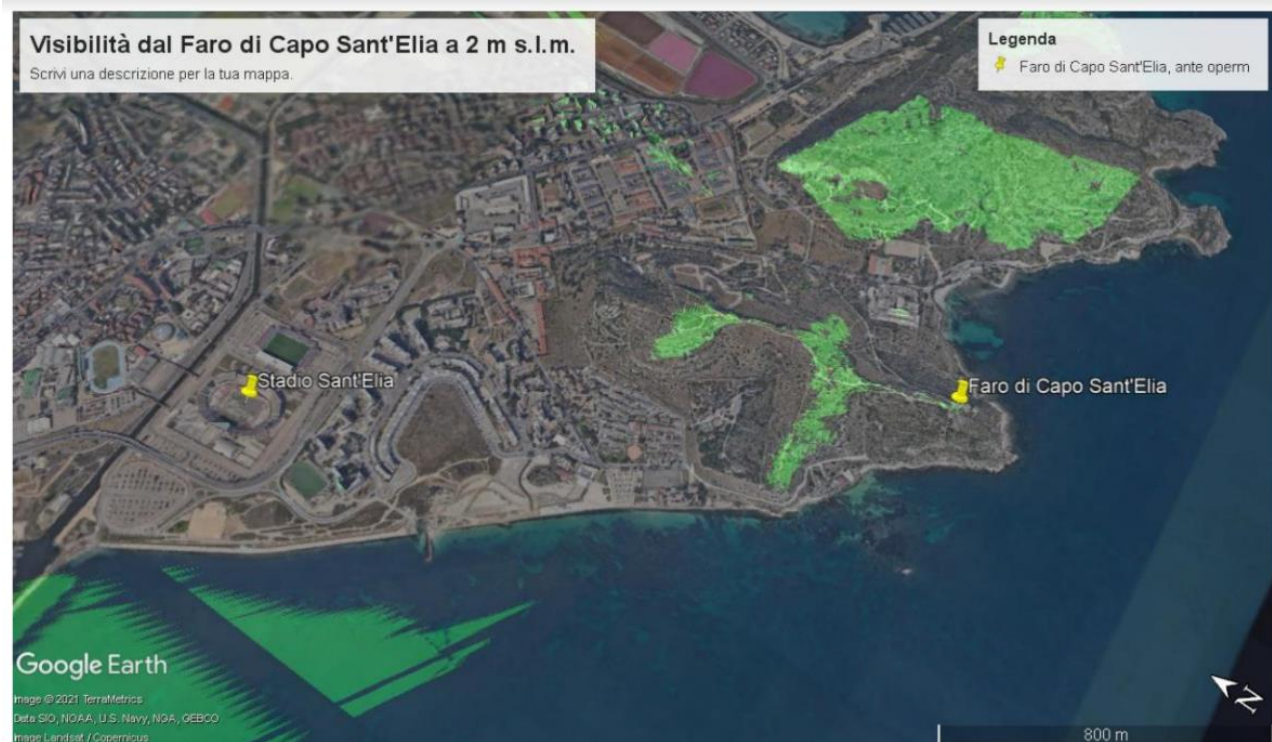 Visibilità dal Faro di Capo Sant'Elia a 2 m s.l.m.
Scrivi una descrizione per la tua mappa.
Legenda
Faro di Capo Sant'Elia, ante operm
Stadio Sant'Elia
Faro di Capo Sant'Elia
Google Earth
Image © 2021 TerraMetrics
Data SIO, NOAA, U.S. Navy, NGA, GEBCO
Image Landsat / Copernicus
N
800 m